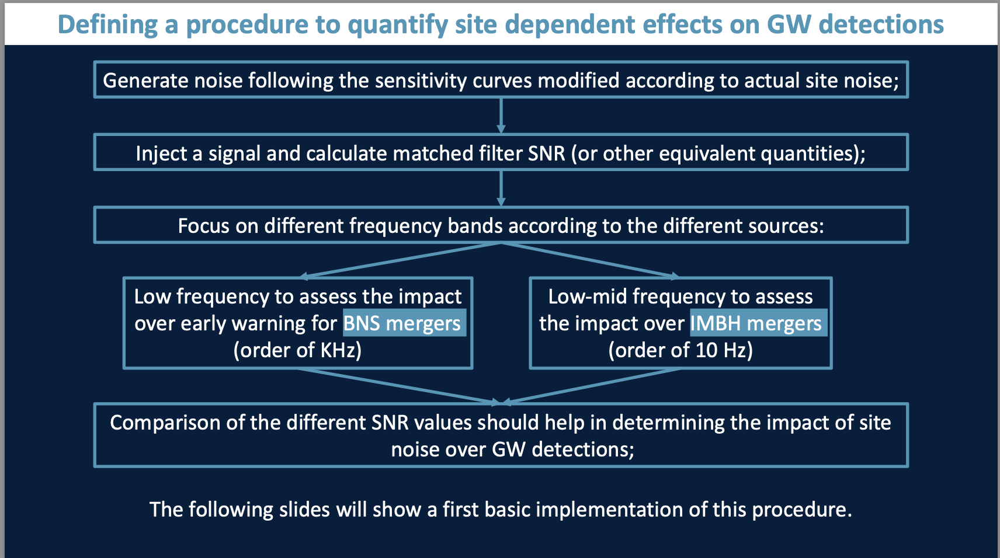 Defining a procedure to quantify site dependent effects on GW detections
Generate noise following the sensitivity curves modified according to actual site noise;
Inject a signal and calculate matched filter SNR (or other equivalent quantities);
Focus on different frequency bands according to the different sources:
Low frequency to assess the impact
over early warning for BNS mergers
(order of KHz)
Low-mid frequency to assess
the impact over IMBH mergers
(order of 10 Hz)
Comparison of the different SNR values should help in determining the impact of site
noise over GW detections;
The following slides will show a first basic implementation of this procedure.